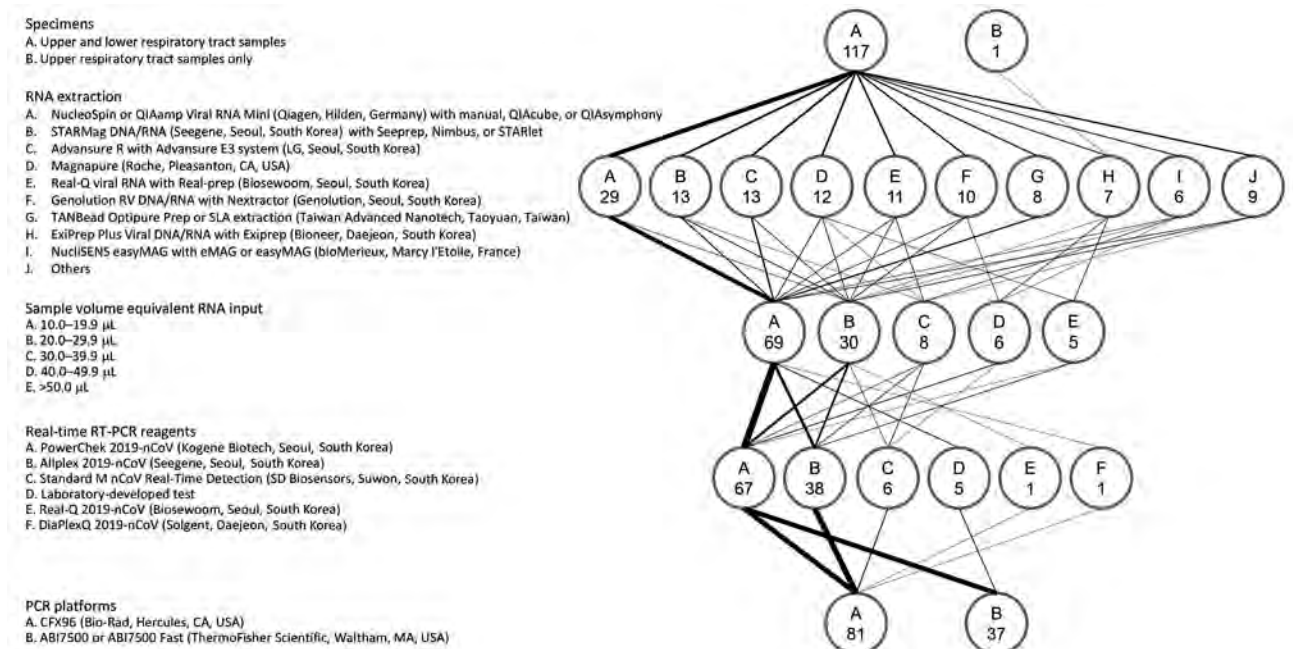 Specimens
A. Upper and lower respiratory tract samples
B. Upper respiratory tract samples only
A
117
B
1
RNA extraction
A. NucleoSpin or QIAamp Viral RNA Mini (Qiagen, Hilden, Germany) with manual, QIAcube, or QIAsymphony
B. STARMag DNA/RNA (Seegene, Seoul, South Korea) with Seeprep, Nimbus, or STARlet
C. Advansure R with Advansure E3 system (LG, Seoul, South Korea)
D. Magnapure (Roche, Pleasanton, CA, USA)
E. Real-Q viral RNA with Real-prep (Biosewoom, Seoul, South Korea)
F. Genolution RV DNA/RNA with Nextractor (Genolution, Seoul, South Korea)
G. TANBead Optipure Prep or SLA extraction (Taiwan Advanced Nanotech, Taoyuan, Taiwan)
H. ExiPrep Plus Viral DNA/RNA with Exiprep (Bioneer, Daejeon, South Korea)
I. NucliSENS easyMAG with eMAG or easyMAG (bioMerieux, Marcy l'Etoile, France)
J. Others
A
29
B
13
C
13
D
12
E
11
F
10
G
8
H
7
I
6
J
9
Sample volume equivalent RNA input
A. 10.0–19.9 µL
B. 20.0–29.9 µL
C. 30.0–39.9 µL
D. 40.0–49.9 µL
E. >50.0 µL
A
69
B
30
C
8
D
6
E
5
Real-time RT-PCR reagents
A. PowerChek 2019-nCoV (Kogene Biotech, Seoul, South Korea)
B. Allplex 2019-nCoV (Seegene, Seoul, South Korea)
C. Standard M nCoV Real-Time Detection (SD Biosensors, Suwon, South Korea)
D. Laboratory-developed test
E. Real-Q 2019-nCoV (Biosewoom, Seoul, South Korea)
F. DiaPlexQ 2019-nCoV (Solgent, Daejeon, South Korea)
A
67
B
38
C
6
D
5
E
1
F
1
PCR platforms
A. CFX96 (Bio-Rad, Hercules, CA, USA)
B. ABI7500 or ABI7500 Fast (ThermoFisher Scientific, Waltham, MA, USA)
A
81
B
37